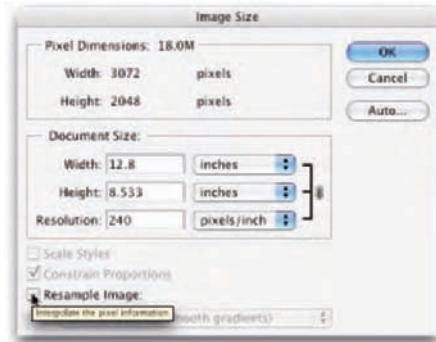 Image Size
Pixel Dimensions: 18.0M
Width: 3072 pixels
Height: 2048 pixels
OK
Cancel
Auto...
Document Size:
Width: 12.8 inches
Height: 8.533 inches
Resolution: 240 pixels/inch
Scale Styles
Constrain Proportions
Resample Image:
Interpolate the pixel information
gradients)